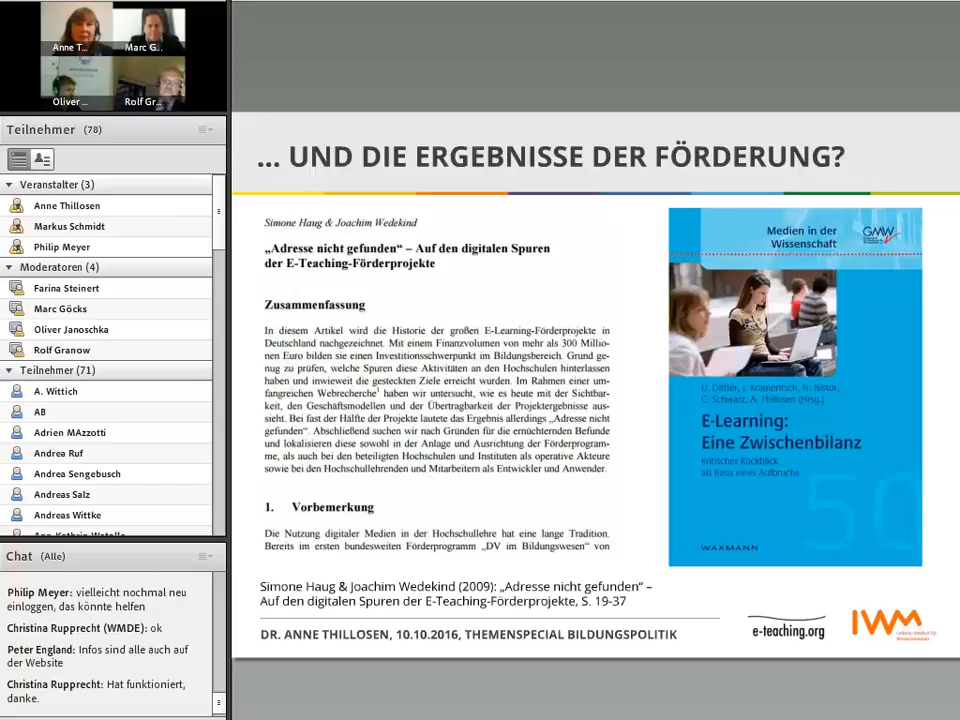 Anne T...
Marc G...
Oliver ...
Rolf Gr...
Teilnehmer (78)
Veranstalter (3)
Anne Thillosen
Markus Schmidt
Philip Meyer
Moderatoren (4)
Farina Steinert
Marc Göcks
Oliver Janoschka
Rolf Granow
Teilnehmer (71)
A. Wittich
AB
Adrien MAzzotti
Andrea Ruf
Andrea Sengebusch
Andreas Salz
Andreas Wittke
Chat (Alle)
Philip Meyer: vielleicht nochmal neu
einloggen, das könnte helfen
Christina Rupprecht (WMDE): ok
Peter England: Infos sind alle auch auf
der Website
Christina Rupprecht: Hat funktioniert,
danke.
... UND DIE ERGEBNISSE DER FÖRDERUNG?
Simone Haug & Joachim Wedekind
„Adresse nicht gefunden“ – Auf den digitalen Spuren
der E-Teaching-Förderprojekte
Zusammenfassung
In diesem Artikel wird die Historie der großen E-Learning-Förderprojekte in
Deutschland nachgezeichnet. Mit einem Finanzvolumen von mehr als 300 Millio-
nen Euro bilden sie einen Investitionsschwerpunkt im Bildungsbereich. Grund ge-
nug zu prüfen, welche Spuren diese Aktivitäten an den Hochschulen hinterlassen
haben und inwieweit die gesteckten Ziele erreicht wurden. Im Rahmen einer um-
fangreichen Webrecherche¹ haben wir untersucht, wie es heute mit der Sichtbar-
keit, den Geschäftsmodellen und der Übertragbarkeit der Projektergebnisse aus-
sieht. Bei fast der Hälfte der Projekte lautet das Ergebnis allerdings „Adresse nicht
gefunden“. Abschließend suchen wir nach Gründen für die ernüchternden Befunde
und lokalisieren diese sowohl in der Anlage und Ausrichtung der Förderprogram-
me, als auch bei den beteiligten Hochschulen und Instituten als operative Akteure
sowie bei den Hochschullehrenden und Mitarbeitern als Entwickler und Anwender.
1. Vorbemerkung
Die Nutzung digitaler Medien in der Hochschullehre hat eine lange Tradition.
Bereits im ersten bundesweiten Förderprogramm „DV im Bildungswesen“ von
Medien in der
Wissenschaft
GMW
U. Dittler, J. Krameritsch, N. Nistor,
C. Schwarz, A. Thillosen (Hrsg.)
E-Learning:
Eine Zwischenbilanz
Kritischer Rückblick
als Basis eines Aufbruchs
50
WAXMANN
Simone Haug & Joachim Wedekind (2009): „Adresse nicht gefunden“ –
Auf den digitalen Spuren der E-Teaching-Förderprojekte, S. 19-37
DR. ANNE THILLOSEN, 10.10.2016, THEMENSPECIAL BILDUNGSPOLITIK
e-teaching.org
IWM
Leibniz-Institut für
Wissensmedien